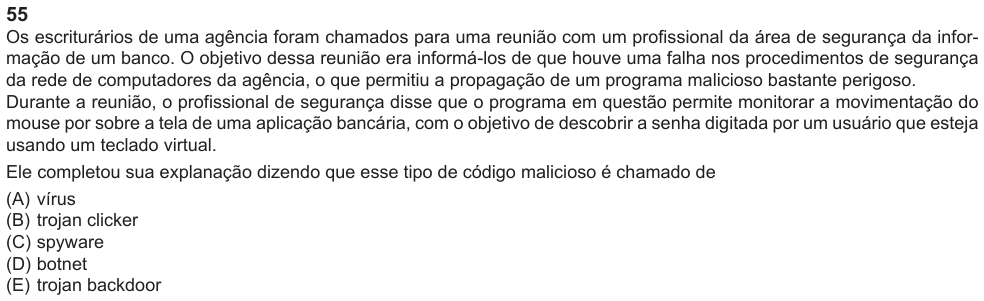 55
Os escriturários de uma agência foram chamados para uma reunião com um profissional da área de segurança da infor-
mação de um banco. O objetivo dessa reunião era informá-los de que houve uma falha nos procedimentos de segurança
da rede de computadores da agência, o que permitiu a propagação de um programa malicioso bastante perigoso.
Durante a reunião, o profissional de segurança disse que o programa em questão permite monitorar a movimentação do
mouse por sobre a tela de uma aplicação bancária, com o objetivo de descobrir a senha digitada por um usuário que esteja
usando um teclado virtual.
Ele completou sua explanação dizendo que esse tipo de código malicioso é chamado de
(A) vírus
(B) trojan clicker
(C) spyware
(D) botnet
(E) trojan backdoor